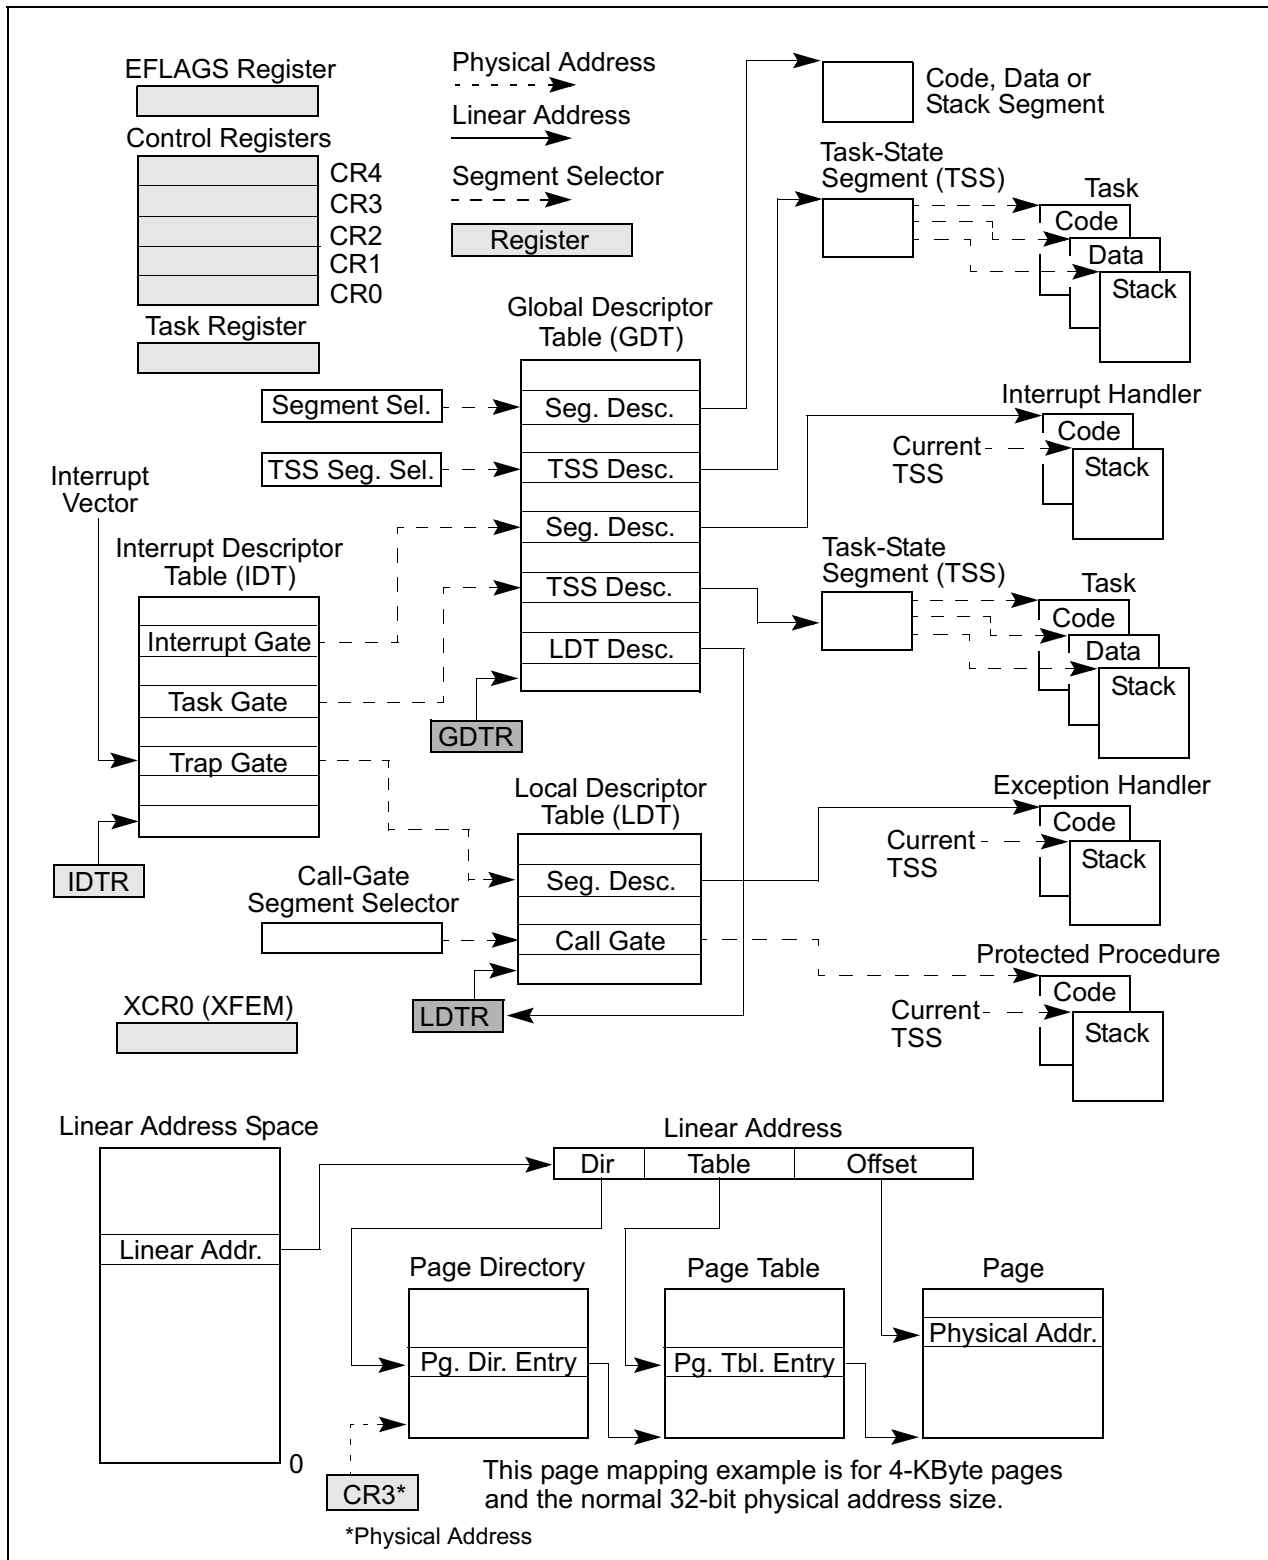 EFLAGS Register
Control Registers
CR4
CR3
CR2
CR1
CR0
Task Register
Physical Address
Linear Address
Segment Selector
Register
Code, Data or
Stack Segment
Task-State
Segment (TSS)
Task
Code
Data
Stack
Global Descriptor
Table (GDT)
Segment Sel.
Seg. Desc.
TSS Seg. Sel.
TSS Desc.
Seg. Desc.
TSS Desc.
LDT Desc.
GDTR
Interrupt Handler
Code
Current
TSS
Stack
Interrupt
Vector
Interrupt Descriptor
Table (IDT)
Interrupt Gate
Task Gate
Trap Gate
IDTR
Task-State
Segment (TSS)
Task
Code
Data
Stack
Local Descriptor
Table (LDT)
Seg. Desc.
Call Gate
LDTR
Call-Gate
Segment Selector
Exception Handler
Code
Current
TSS
Stack
Protected Procedure
Code
Current
TSS
Stack
XCR0 (XFEM)
Linear Address Space
Linear Addr.
0
Linear Address
Dir
Table
Offset
Page Directory
Pg. Dir. Entry
Page Table
Pg. Tbl. Entry
Page
Physical Addr.
CR3*
This page mapping example is for 4-KByte pages
and the normal 32-bit physical address size.
*Physical Address